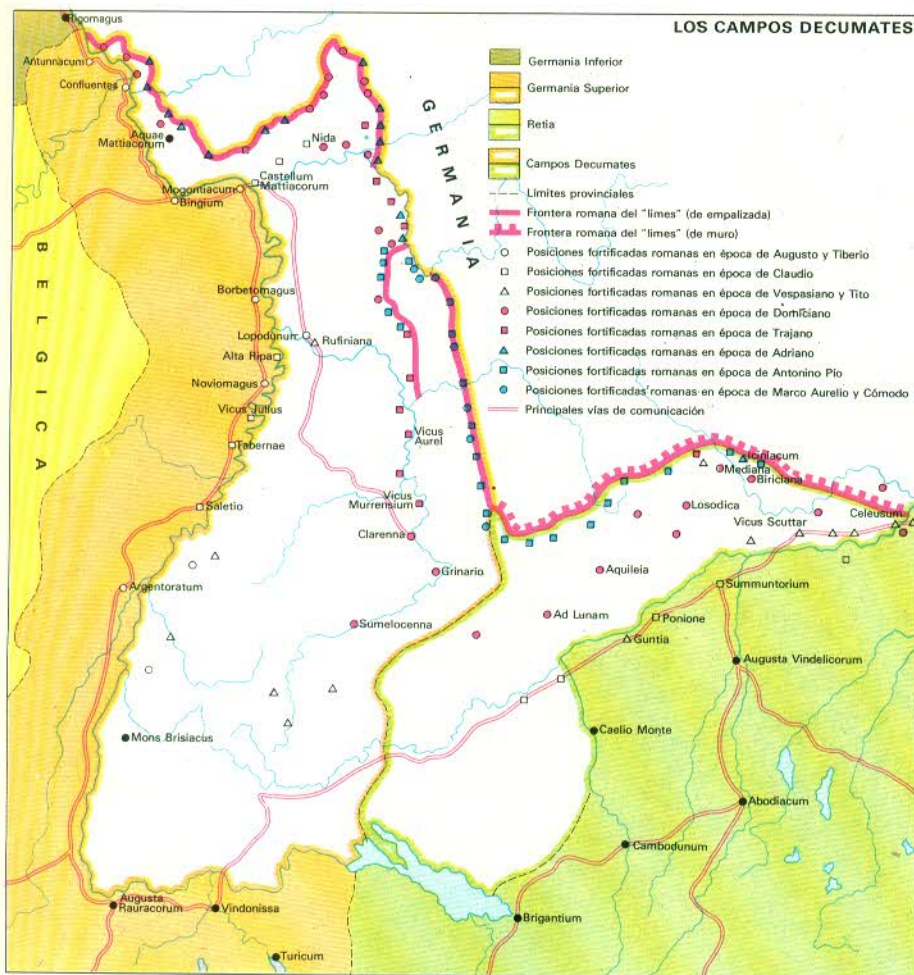 LOS CAMPOS DECUMATES
Germania Inferior
Germania Superior
Retia
Campos Decumates
Límites provinciales
Frontera romana del "limes" (de empalizada)
Frontera romana del "limes" (de muro)
Posiciones fortificadas romanas en época de Augusto y Tiberio
Posiciones fortificadas romanas en época de Claudio
Posiciones fortificadas romanas en época de Vespasiano y Tito
Posiciones fortificadas romanas en época de Domiciano
Posiciones fortificadas romanas en época de Trajano
Posiciones fortificadas romanas en época de Adriano
Posiciones fortificadas romanas en época de Antonino Pío
Posiciones fortificadas romanas en época de Marco Aurelio y Cómodo
Principales vías de comunicación
GERMANIA
BELGICA
Rigomagus
Antunnacum
Confluentes
Aquae
Mattiacorum
Nida
Castellum
Mattiacorum
Mogontiacum
Bingium
Borbetomagus
Lopodunum
Rufiniana
Alta Ripa
Noviomagus
Vicus Julius
Tabernae
Vicus
Aurel
Saletio
Vicus
Murrensium
Clarenna
Grinario
Argentoratum
Sumelocenna
Mons Brisiacus
Iciniacum
Mediana
Biriciana
Losodica
Celeusum
Vicus Scuttar
Aquileia
Summuntorium
Ad Lunam
Ponione
Guntia
Augusta Vindelicorum
Caelio Monte
Abodiacum
Cambodunum
Augusta
Rauracorum
Vindonissa
Brigantium
Turicum